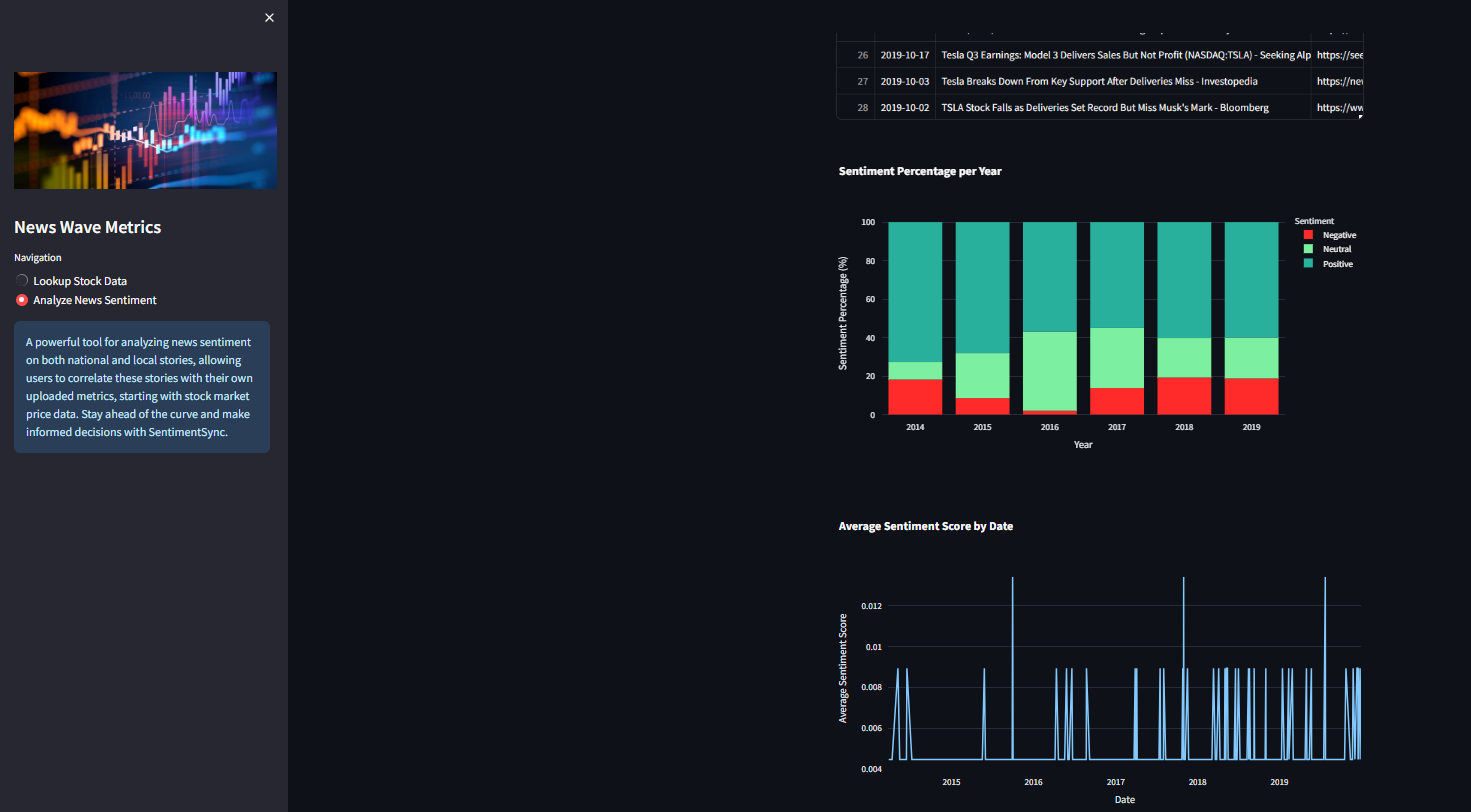 News Wave Metrics
Navigation
Lookup Stock Data
Analyze News Sentiment
A powerful tool for analyzing news sentiment
on both national and local stories, allowing
users to correlate these stories with their own
uploaded metrics, starting with stock market
price data. Stay ahead of the curve and make
informed decisions with SentimentSync.
26 2019-10-17 Tesla Q3 Earnings: Model 3 Delivers Sales But Not Profit (NASDAQ:TSLA) - Seeking Alp https://see
27 2019-10-03 Tesla Breaks Down From Key Support After Deliveries Miss - Investopedia https://nev
28 2019-10-02 TSLA Stock Falls as Deliveries Set Record But Miss Musk's Mark - Bloomberg https://ww
Sentiment Percentage per Year
Sentiment Percentage (%)
100
80
60
40
20
0
2014 2015 2016 2017 2018 2019
Year
Sentiment
Negative
Neutral
Positive
Average Sentiment Score by Date
Average Sentiment Score
0.012
0.01
0.008
0.006
0.004
2015 2016 2017 2018 2019
Date